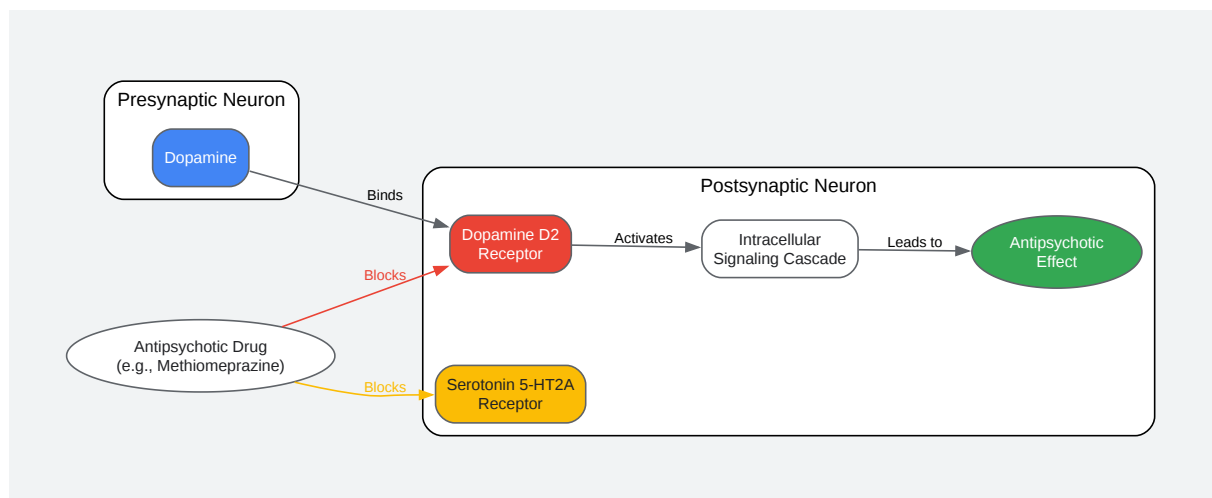 Presynaptic Neuron
Dopamine
Binds
Postsynaptic Neuron
Dopamine D2
Receptor
Activates
Intracellular
Signaling Cascade
Leads to
Antipsychotic
Effect
Blocks
Antipsychotic Drug
(e.g., Methiomeprazine)
Blocks
Serotonin 5-HT2A
Receptor